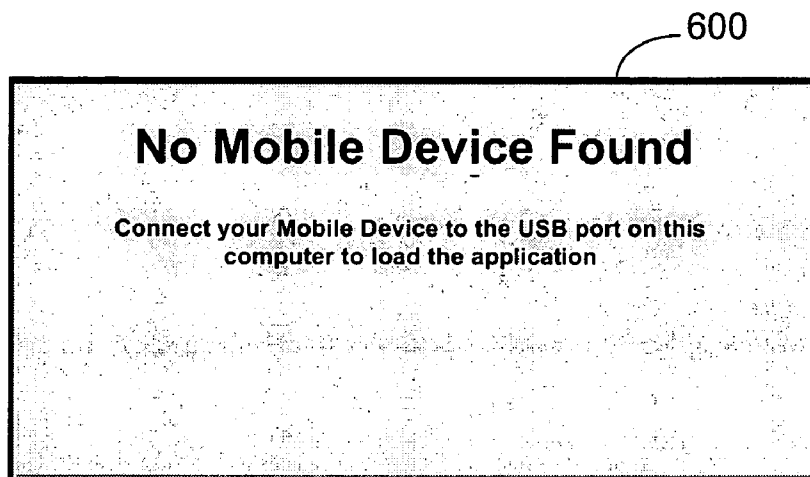 600
No Mobile Device Found
Connect your Mobile Device to the USB port on this
computer to load the application